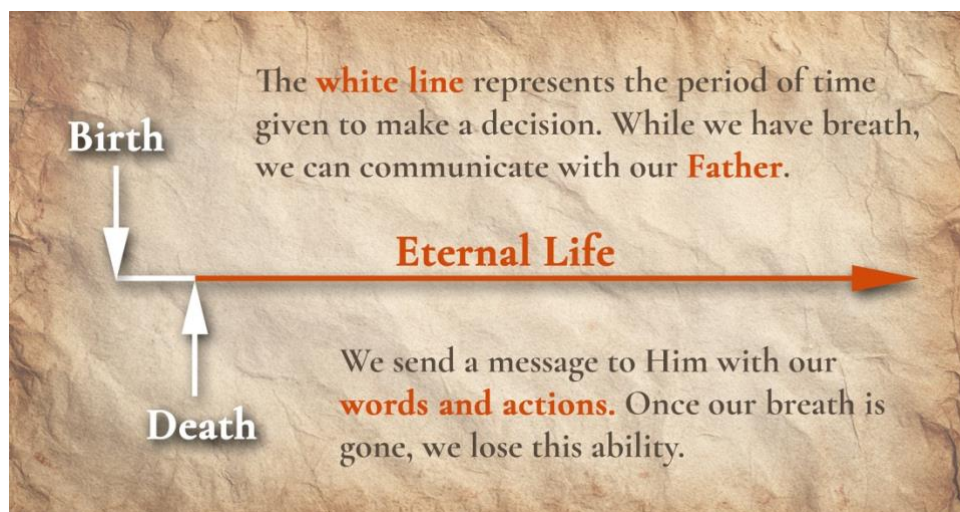 The white line represents the period of time
given to make a decision. While we have breath,
we can communicate with our Father.
Birth
Eternal Life
Death
We send a message to Him with our
words and actions. Once our breath is
gone, we lose this ability.